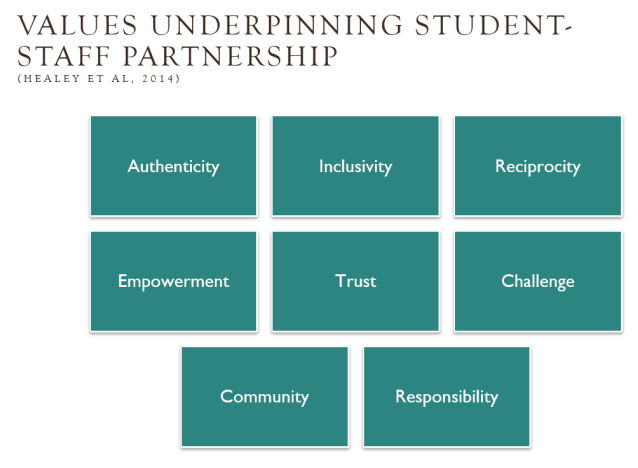 VALUES UNDERPINNING STUDENT-
STAFF PARTNERSHIP
(HEALEY ET AL, 2014)
Authenticity
Inclusivity
Reciprocity
Empowerment
Trust
Challenge
Community
Responsibility